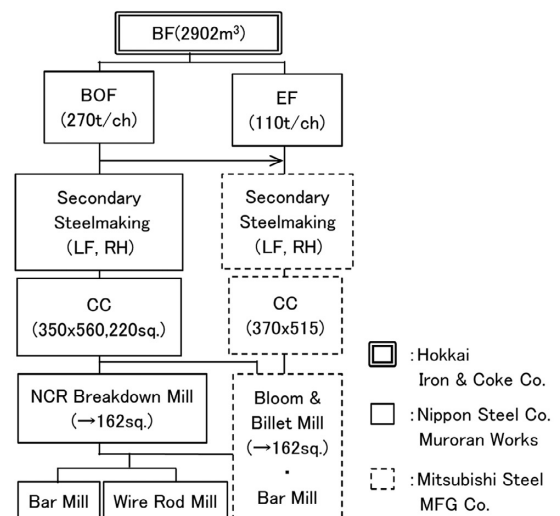 BF(2902m³)
BOF
(270t/ch)
EF
(110t/ch)
Secondary
Steelmaking
(LF, RH)
Secondary
Steelmaking
(LF, RH)
CC
(350x560,220sq.)
CC
(370x515)
NCR Breakdown Mill
(→162sq.)
Bloom &
Billet Mill
(→162sq.)
・
Bar Mill
Bar Mill
Wire Rod Mill
:Hokkai
Iron & Coke Co.
:Nippon Steel Co.
Muroran Works
:Mitsubishi Steel
MFG Co.